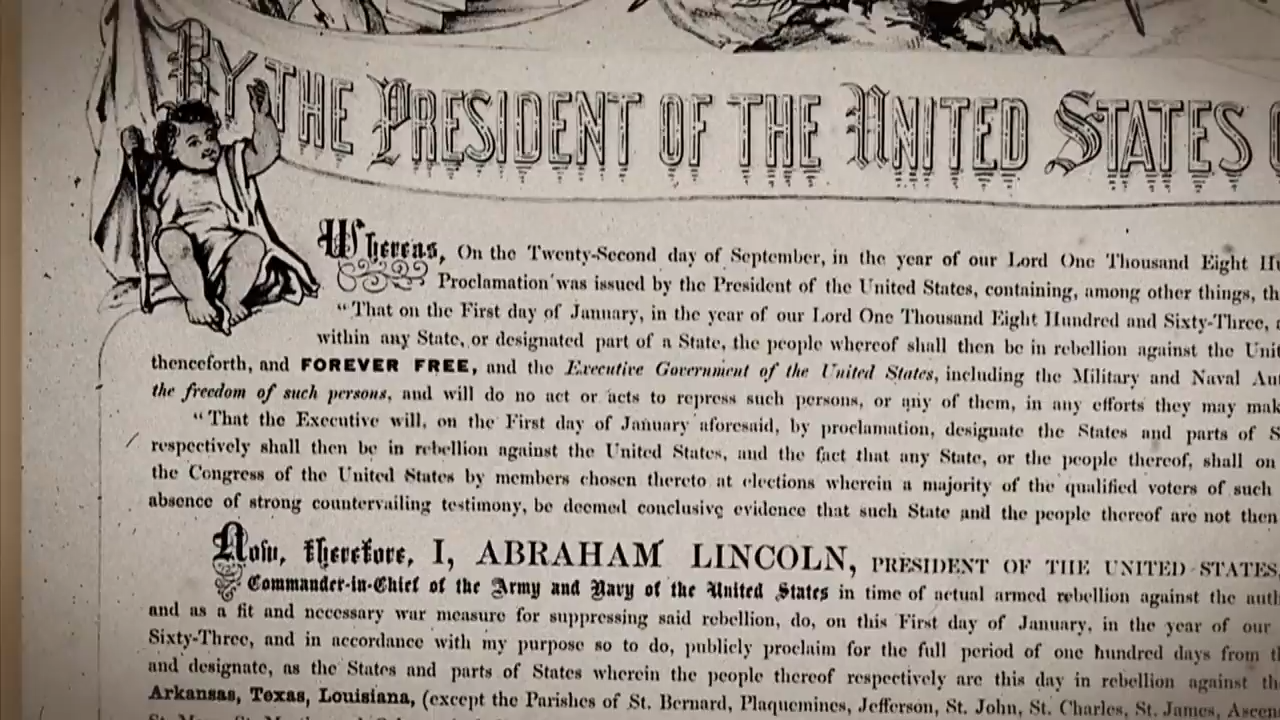 BY THE PRESIDENT OF THE UNITED STATES
Whereas, On the Twenty-Second day of September, in the year of our Lord One Thousand Eight
Proclamation was issued by the President of the United States, containing, among other things,
"That on the First day of January, in the year of our Lord One Thousand Eight Hundred and Sixty-Three,
within any State, or designated part of a State, the people whereof shall then be in rebellion against the
thenceforth, and FOREVER FREE, and the Executive Government of the United States, including the Military and Naval
the freedom of such persons, and will do no act or acts to repress such persons, or any of them, in any efforts they may
"That the Executive will, on the First day of January aforesaid, by proclamation, designate the States and parts of
respectively shall then be in rebellion against the United States, and the fact that any State, or the people thereof, shall on
the Congress of the United States by members chosen thereto at elections wherein a majority of the qualified voters of such
absence of strong countervailing testimony, be deemed conclusive evidence that such State and the people thereof are not then
Now, therefore, I, ABRAHAM LINCOLN, PRESIDENT OF THE UNITED STATES,
Commander-in-Chief of the Army and Navy of the United States in time of actual armed rebellion against the
and as a fit and necessary war measure for suppressing said rebellion, do, on this First day of January, in the year of our
Sixty-Three, and in accordance with my purpose so to do, publicly proclaim for the full period of one hundred days from
and designate, as the States and parts of States wherein the people thereof respectively are this day in rebellion against
Arkansas, Texas, Louisiana, (except the Parishes of St. Bernard, Plaquemines, Jefferson, St. John, St. Charles, St. James,